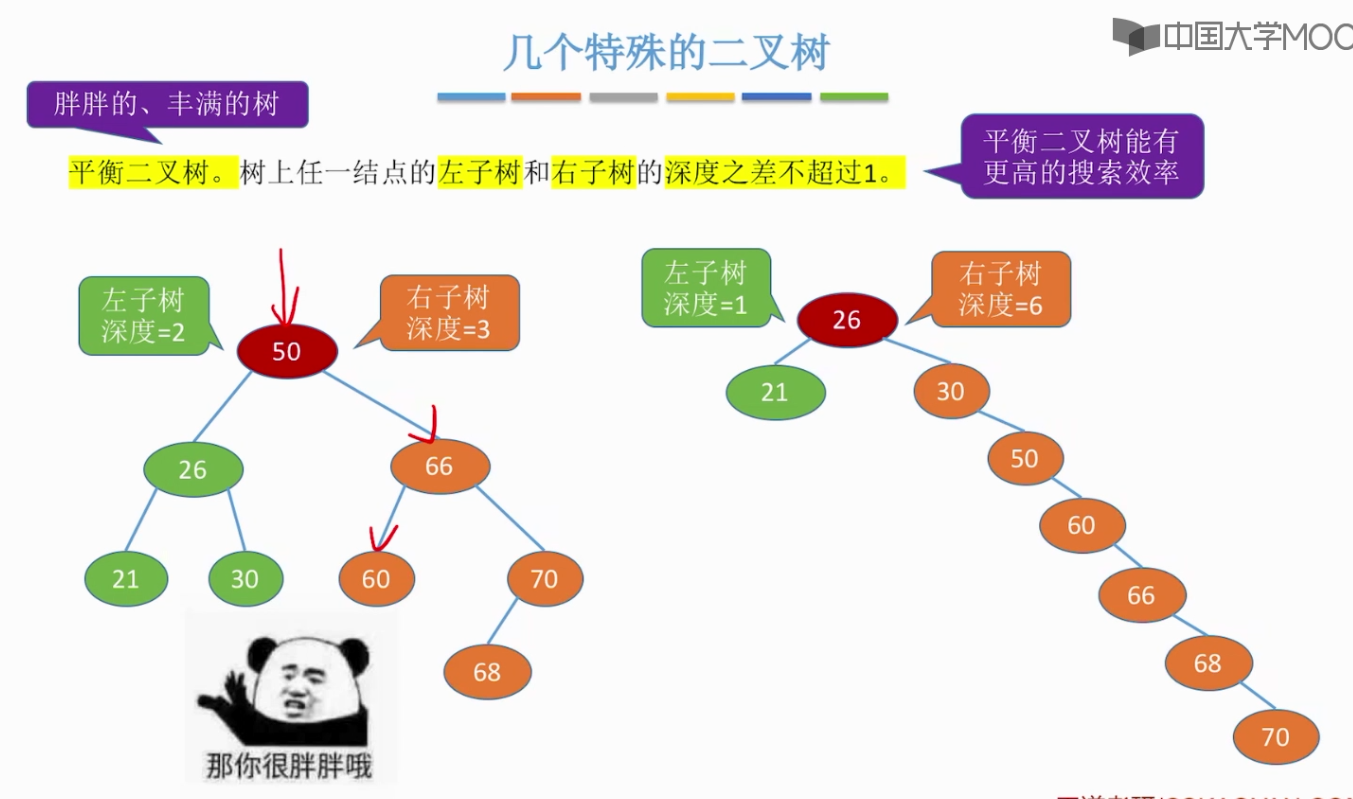 几个特殊的二叉树
中国大学MOO
胖胖的、丰满的树
平衡二叉树。树上任一结点的左子树和右子树的深度之差不超过1。
平衡二叉树能有
更高的搜索效率
左子树
深度=2
右子树
深度=3
50
26
66
21
30
60
70
68
那你很胖胖哦
左子树
深度=1
右子树
深度=6
26
21
30
50
60
66
68
70